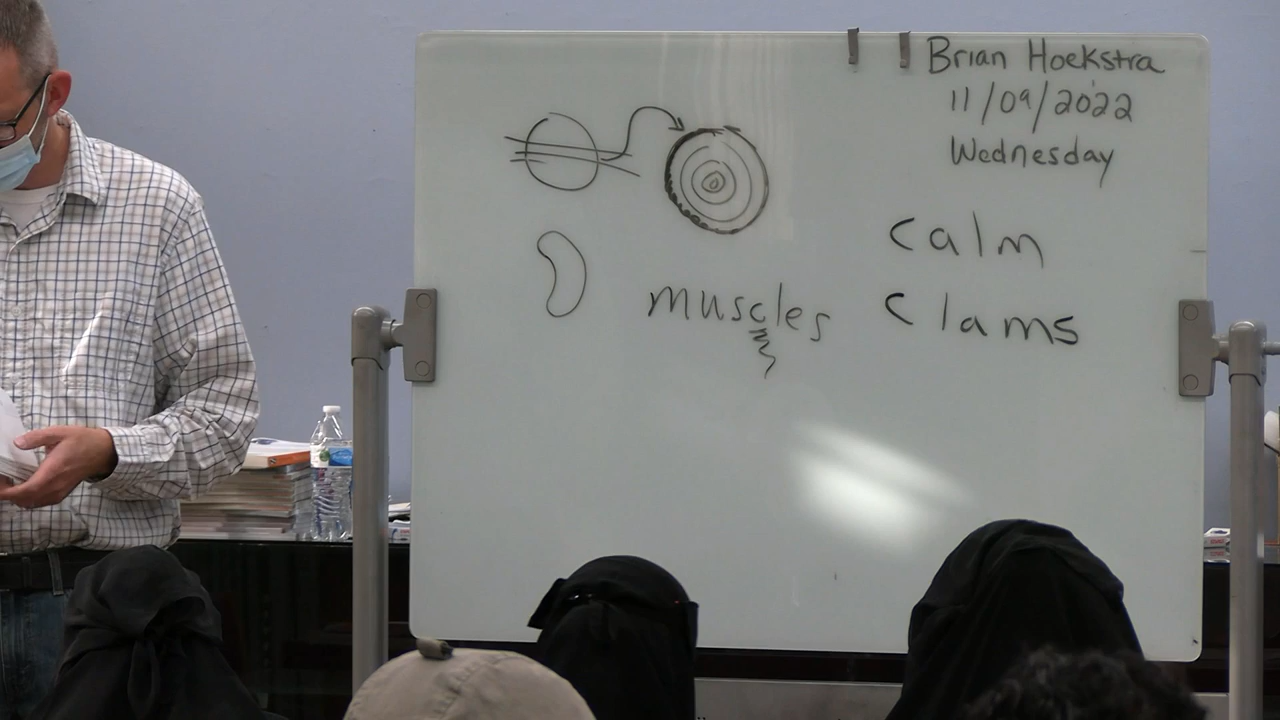 Brian Hoekstra
11/09/2022
Wednesday
calm
muscles
clams